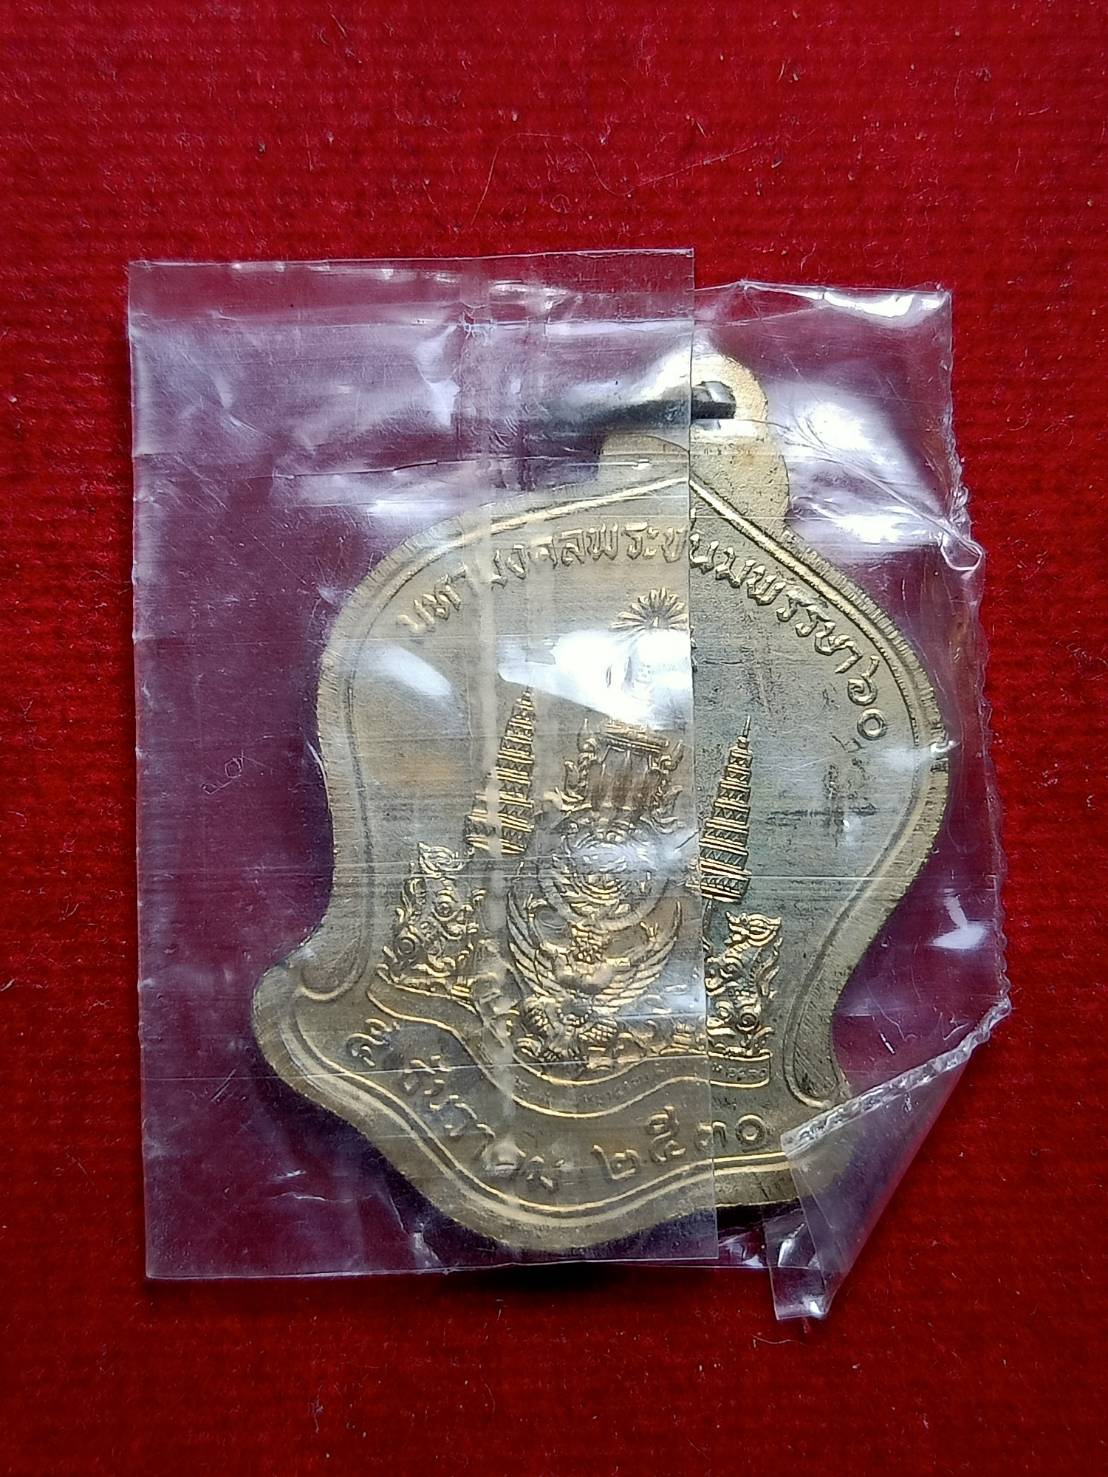 มหามงคลพระชนมพรรษา ๖๐
๓ ธันวาคม ๒๕๓๐